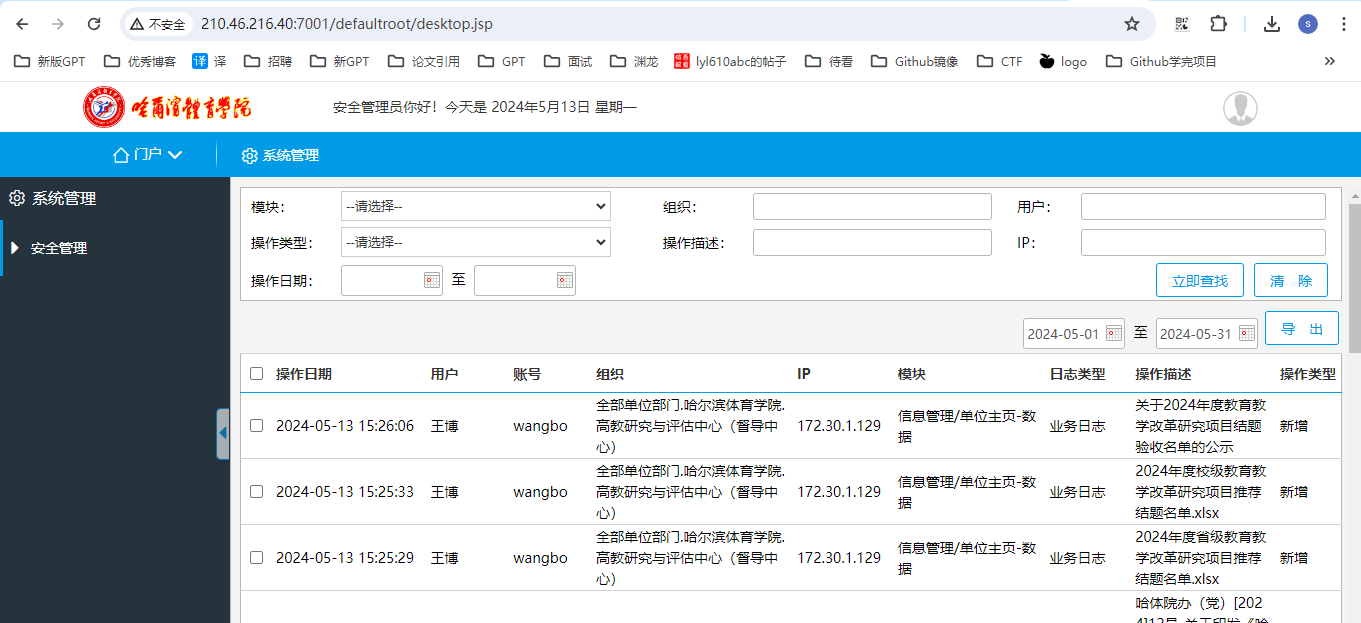 不安全
210.46.216.40:7001/defaultroot/desktop.jsp
S
新版GPT 优秀博客 译 译 招聘 新GPT 论文引用 GPT 面试 渊龙 lyl610abc的帖子 待看 Github镜像 CTF logo Github学完项目
哈爾濱體育學院
安全管理员你好！今天是 2024年5月13日 星期一
门户 系统管理
系统管理
安全管理
模块： --请选择-- 组织： 用户：
操作类型： --请选择-- 操作描述： IP：
操作日期： 至 立即查找 清 除
2024-05-01 至 2024-05-31 导 出
操作日期 用户 账号 组织 IP 模块 日志类型 操作描述 操作类型
全部单位部门.哈尔滨体育学院. 关于2024年度教育教
2024-05-13 15:26:06 王博 wangbo 高教研究与评估中心（督导中 172.30.1.129 信息管理/单位主页-数 业务日志 学改革研究项目结题 新增
心） 据 验收名单的公示
全部单位部门.哈尔滨体育学院. 2024年度校级教育教
2024-05-13 15:25:33 王博 wangbo 高教研究与评估中心（督导中 172.30.1.129 信息管理/单位主页-数 业务日志 学改革研究项目推荐 新增
心） 据 结题名单.xlsx
全部单位部门.哈尔滨体育学院. 2024年度省级教育教
2024-05-13 15:25:29 王博 wangbo 高教研究与评估中心（督导中 172.30.1.129 信息管理/单位主页-数 业务日志 学改革研究项目推荐 新增
心） 据 结题名单.xlsx
哈体院办（党）[202